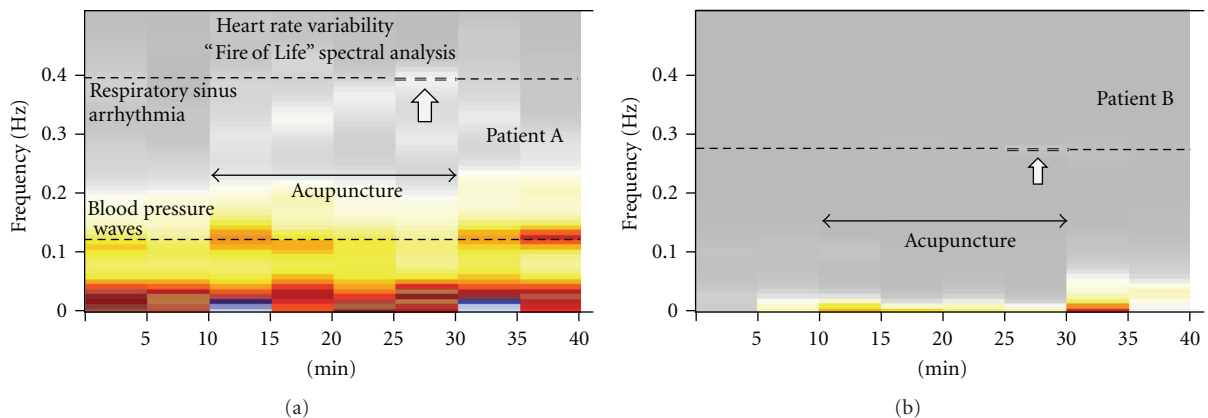 Heart rate variability
“Fire of Life” spectral analysis
Respiratory sinus
arrhythmia
Patient A
Acupuncture
Blood pressure
waves
Frequency (Hz)
0.4
0.3
0.2
0.1
0
5 10 15 20 25 30 35 40
(min)
(a)
Patient B
Acupuncture
Frequency (Hz)
0.4
0.3
0.2
0.1
0
5 10 15 20 25 30 35 40
(min)
(b)